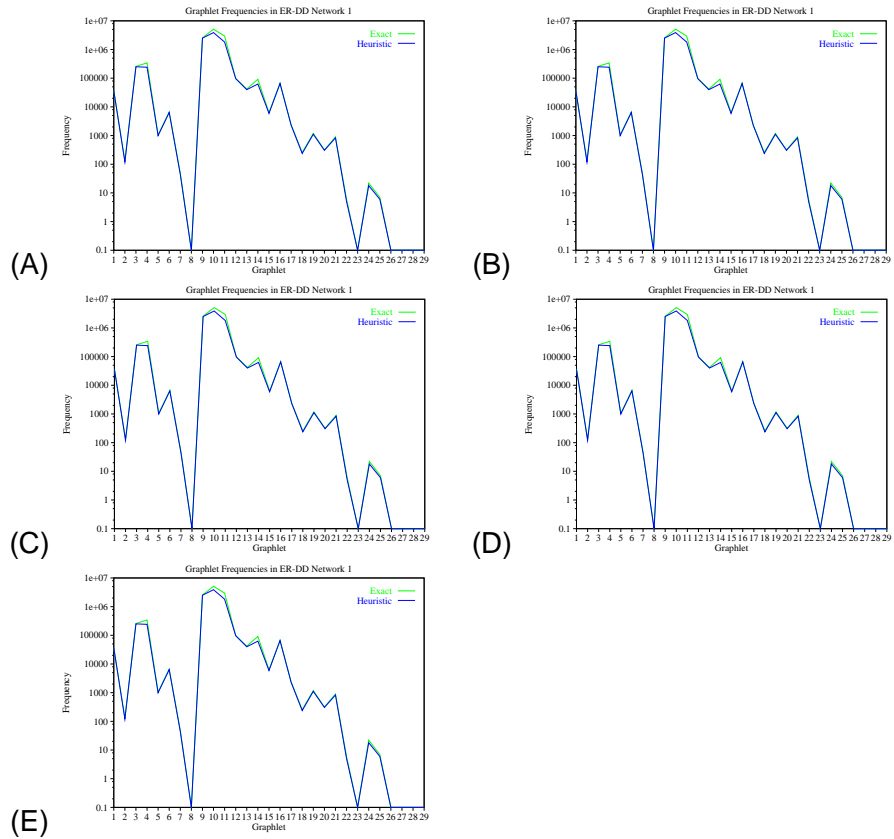 Graphlet Frequencies in ER-DD Network 1
1e+07
1e+06
100000
10000
1000
100
10
1
0.1
Frequency
Exact
Heuristic
1 2 3 4 5 6 7 8 9 10 11 12 13 14 15 16 17 18 19 20 21 22 23 24 25 26 27 28 29
Graphlet
(A)
Graphlet Frequencies in ER-DD Network 1
1e+07
1e+06
100000
10000
1000
100
10
1
0.1
Frequency
Exact
Heuristic
1 2 3 4 5 6 7 8 9 10 11 12 13 14 15 16 17 18 19 20 21 22 23 24 25 26 27 28 29
Graphlet
(B)
Graphlet Frequencies in ER-DD Network 1
1e+07
1e+06
100000
10000
1000
100
10
1
0.1
Frequency
Exact
Heuristic
1 2 3 4 5 6 7 8 9 10 11 12 13 14 15 16 17 18 19 20 21 22 23 24 25 26 27 28 29
Graphlet
(C)
Graphlet Frequencies in ER-DD Network 1
1e+07
1e+06
100000
10000
1000
100
10
1
0.1
Frequency
Exact
Heuristic
1 2 3 4 5 6 7 8 9 10 11 12 13 14 15 16 17 18 19 20 21 22 23 24 25 26 27 28 29
Graphlet
(D)
Graphlet Frequencies in ER-DD Network 1
1e+07
1e+06
100000
10000
1000
100
10
1
0.1
Frequency
Exact
Heuristic
1 2 3 4 5 6 7 8 9 10 11 12 13 14 15 16 17 18 19 20 21 22 23 24 25 26 27 28 29
Graphlet
(E)